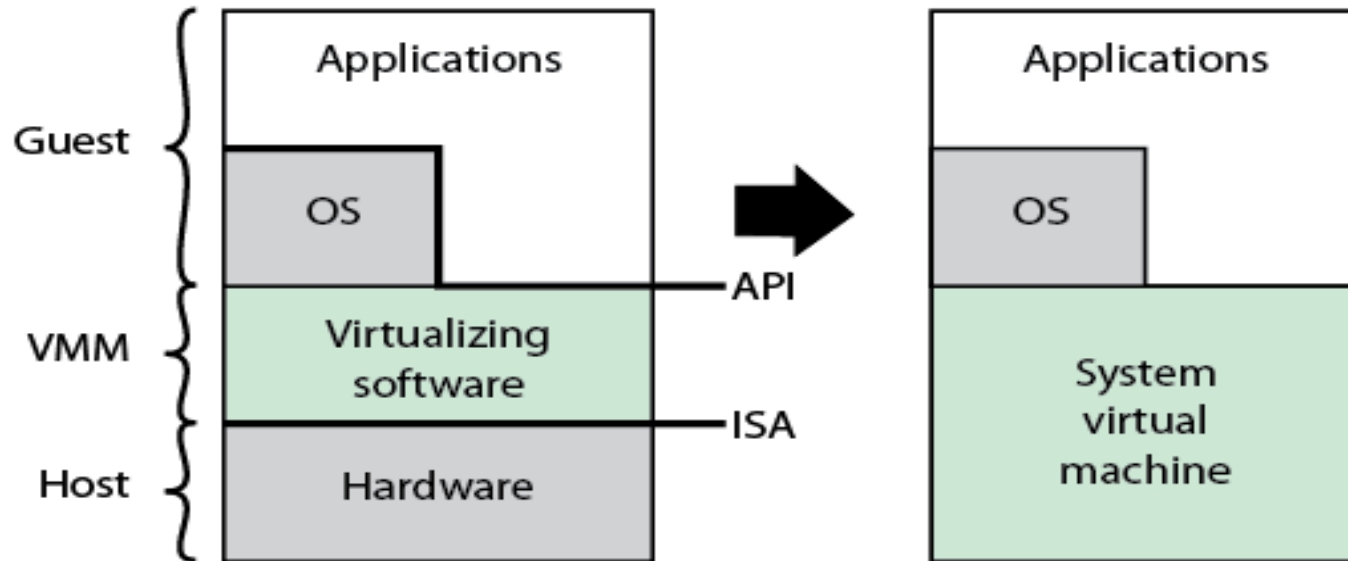 Applications
Applications
Guest
OS
OS
API
VMM
Virtualizing
software
System
virtual
machine
ISA
Host
Hardware